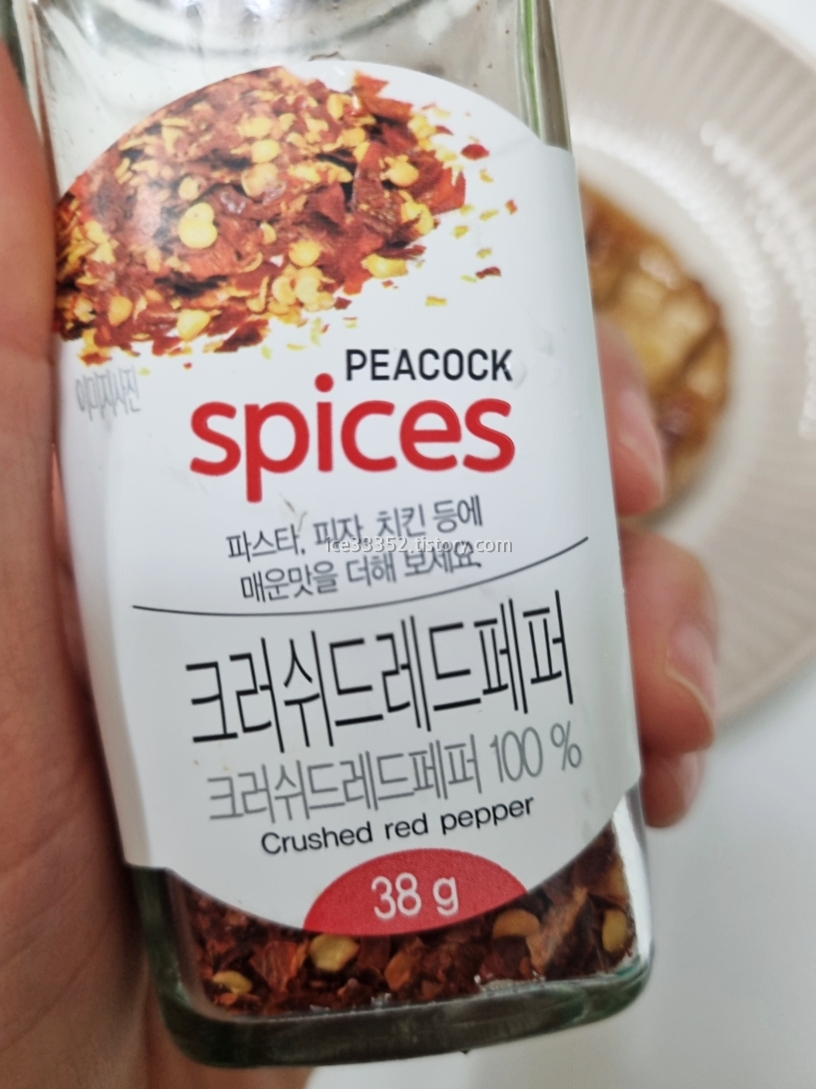 이미지사진
PEACOCK
spices
파스타, 피자, 치킨 등에
ice33352.tistory.com
매운맛을 더해 보세요.
크러쉬드레드페퍼
크러쉬드레드페퍼 100 %
Crushed red pepper
38 g